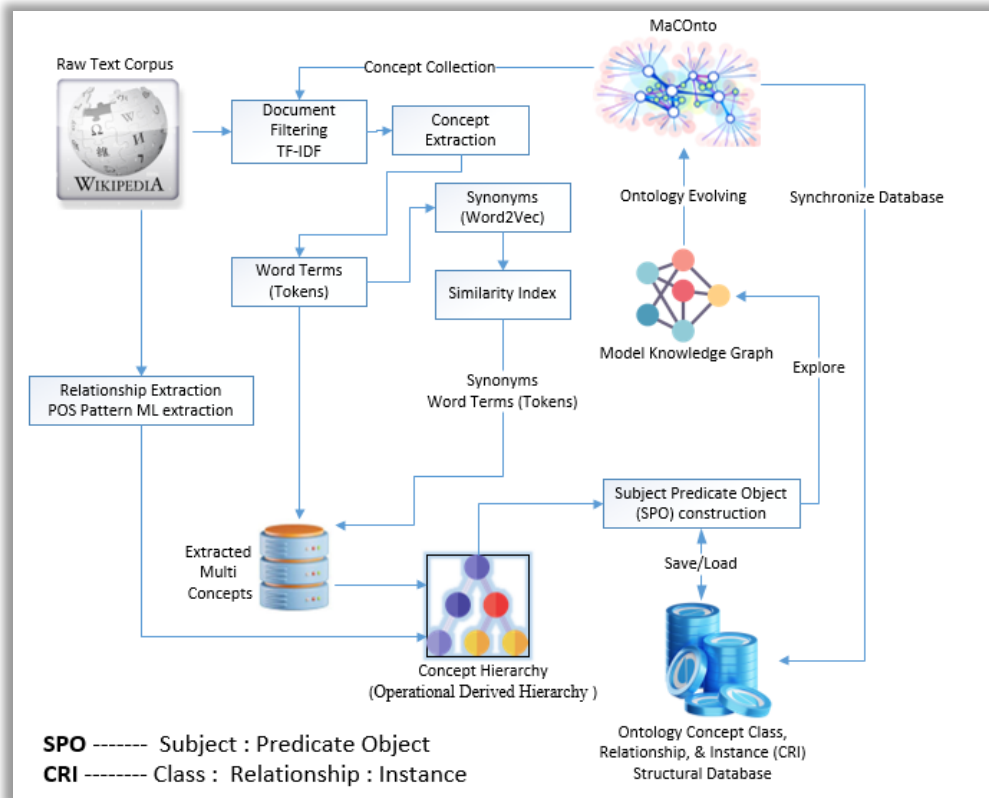 MaCOnto
Raw Text Corpus
Concept Collection
Document
Filtering
TF-IDF
Concept
Extraction
Ω
W
И
WIKIPEDIA
Synonyms
(Word2Vec)
Ontology Evolving
Synchronize Database
Word Terms
(Tokens)
Similarity Index
Model Knowledge Graph
Explore
Relationship Extraction
POS Pattern ML extraction
Synonyms
Word Terms (Tokens)
Subject Predicate Object
(SPO) construction
Extracted
Multi
Concepts
Save/Load
Concept Hierarchy
(Operational Derived Hierarchy )
Ontology Concept Class,
Relationship, & Instance (CRI)
Structural Database
SPO ------- Subject : Predicate Object
CRI -------- Class : Relationship : Instance